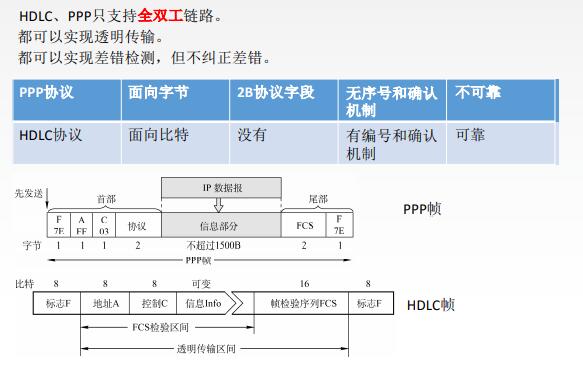 HDLC、PPP只支持全双工链路。
都可以实现透明传输。
都可以实现差错检测，但不纠正差错。
PPP协议 面向字节 2B协议字段 无序号和确认机制 不可靠
HDLC协议 面向比特 没有 有编号和确认机制 可靠
IP 数据报
先发送
首部 尾部
F 7E A FF C 03 协议 信息部分 FCS F 7E
PPP帧
字节 1 1 1 2 不超过1500B 2 1
PPP帧
比特 8 8 8 可变 16 8
标志F 地址A 控制C 信息Info 帧检验序列FCS 标志F
HDLC帧
FCS检验区间
透明传输区间